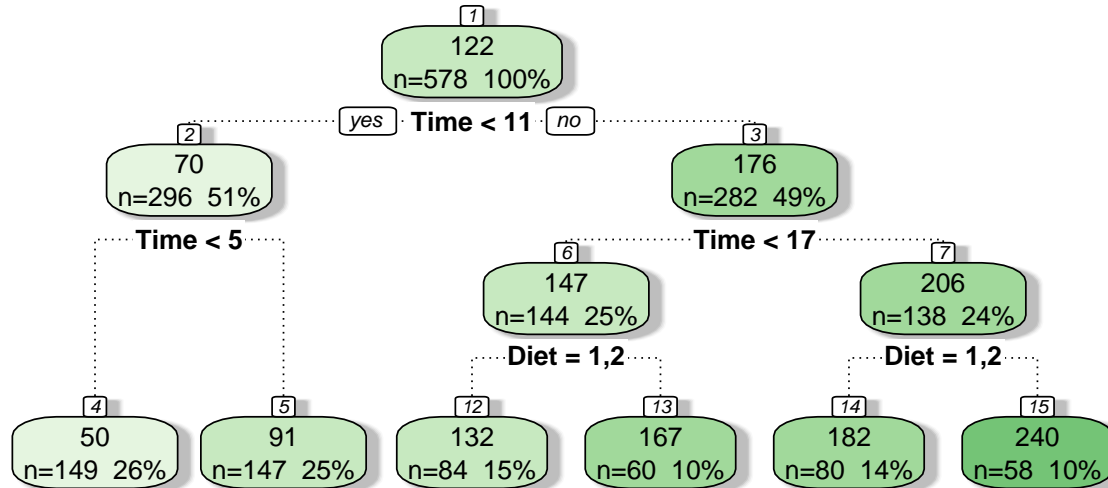 1
122
n=578 100%
yes Time < 11 no
2
70
n=296 51%
3
176
n=282 49%
Time < 5
Time < 17
6
147
n=144 25%
7
206
n=138 24%
Diet = 1,2
Diet = 1,2
4
50
n=149 26%
5
91
n=147 25%
12
132
n=84 15%
13
167
n=60 10%
14
182
n=80 14%
15
240
n=58 10%